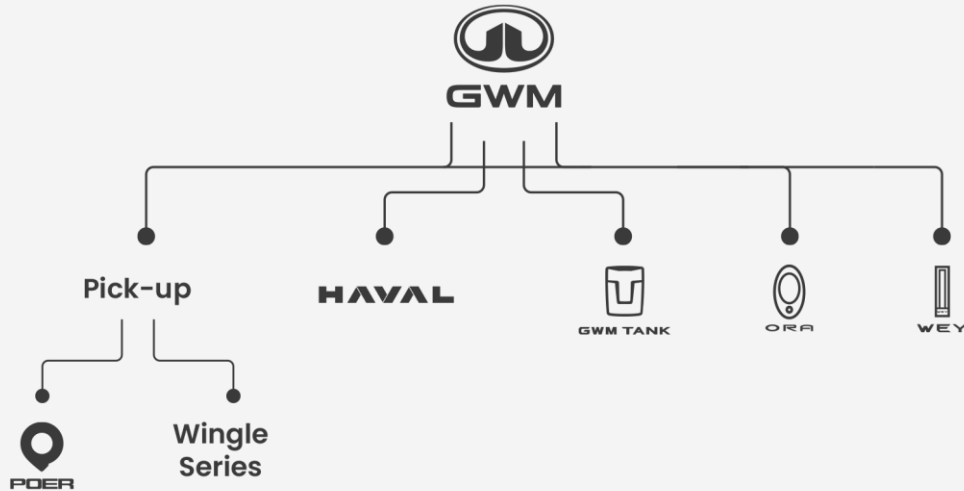 GWM
Pick-up
HAVAL
GWM TANK
ORA
WEY
POER
Wingle
Series